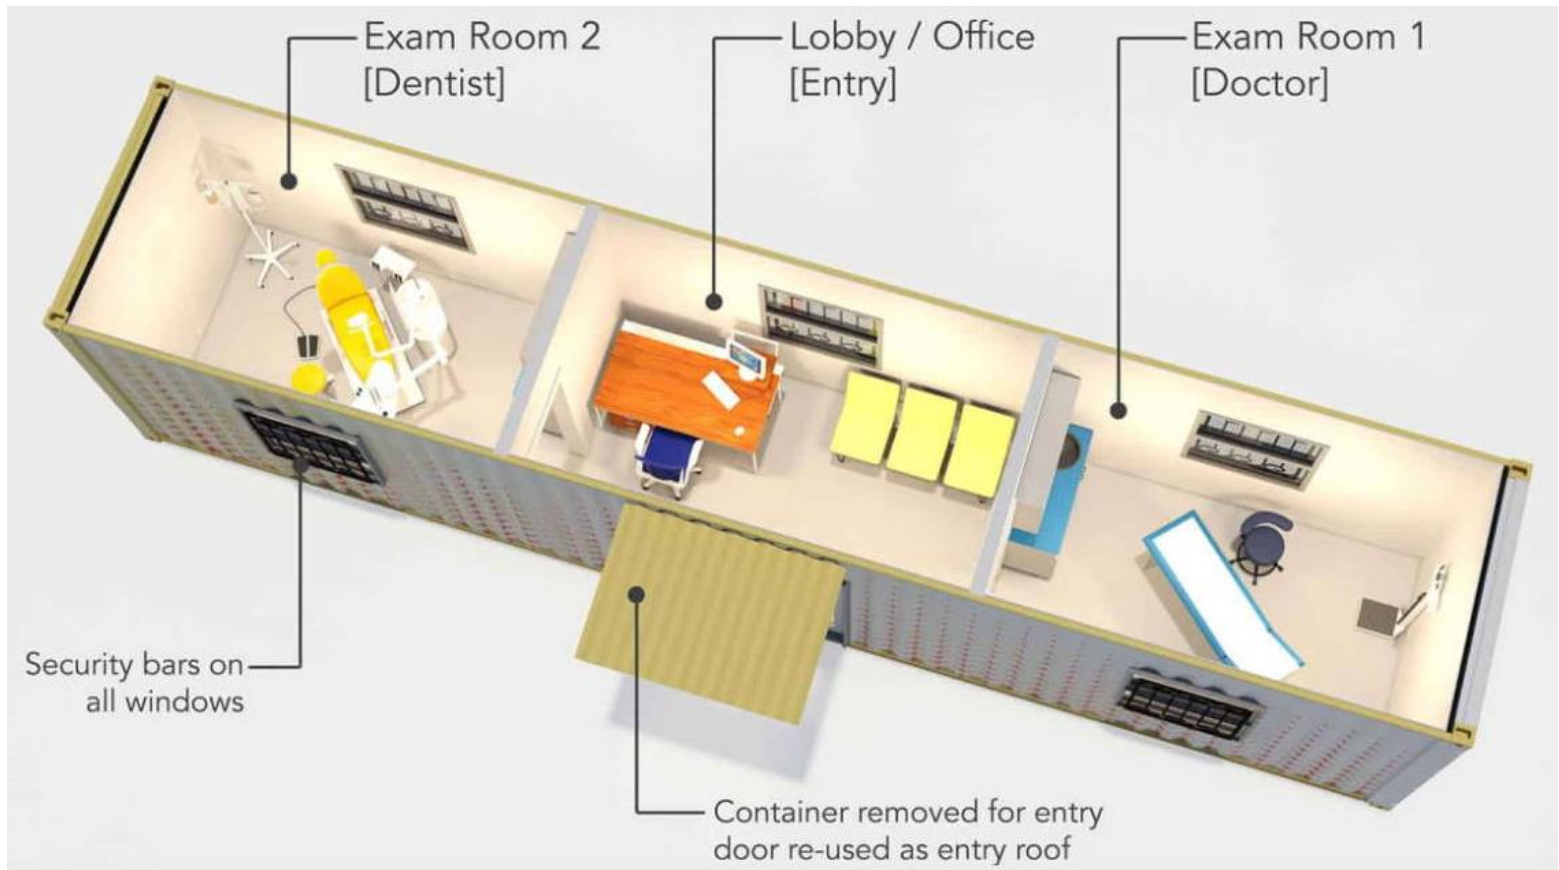 Exam Room 2
[Dentist]
Lobby / Office
[Entry]
Exam Room 1
[Doctor]
Security bars on
all windows
Container removed for entry
door re-used as entry roof